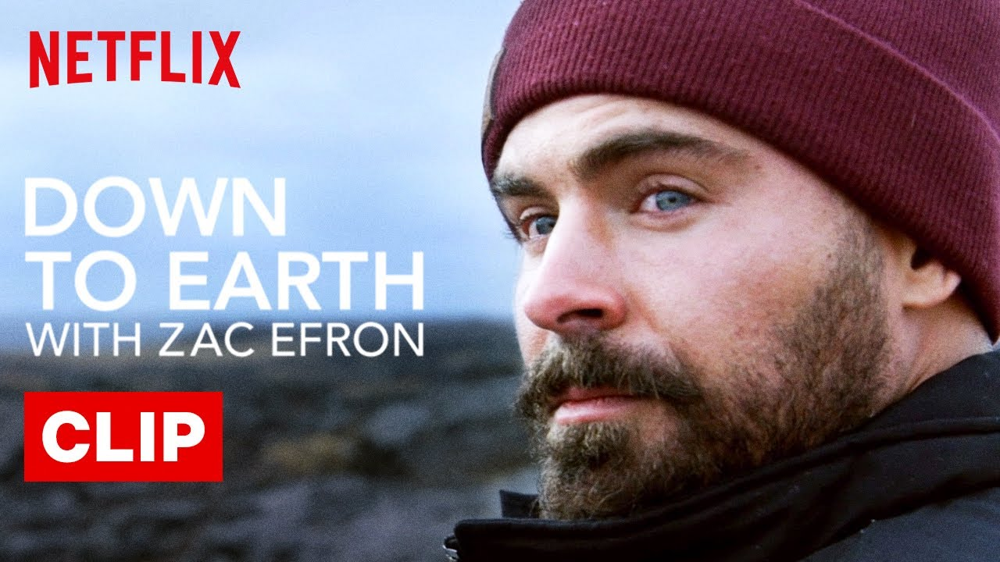 NETFLIX
DOWN
TO EARTH
WITH ZAC EFRON
CLIP